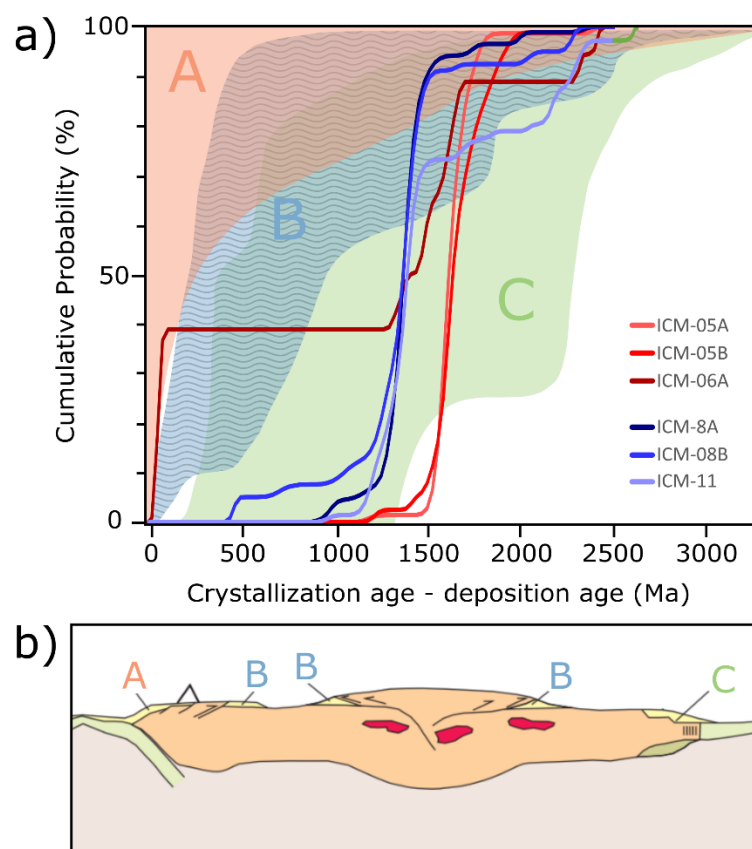 a)
100
A
B
C
50
0
Cumulative Probability (%)
ICM-05A
ICM-05B
ICM-06A
ICM-8A
ICM-08B
ICM-11
0 500 1000 1500 2000 2500 3000
Crystallization age - deposition age (Ma)
b)
A B B B C